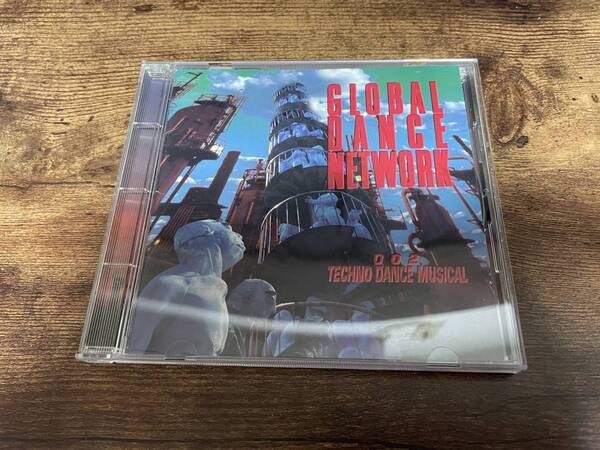 GLOBAL
DANCE
NETWORK
002
TECHNO DANCE MUSICAL